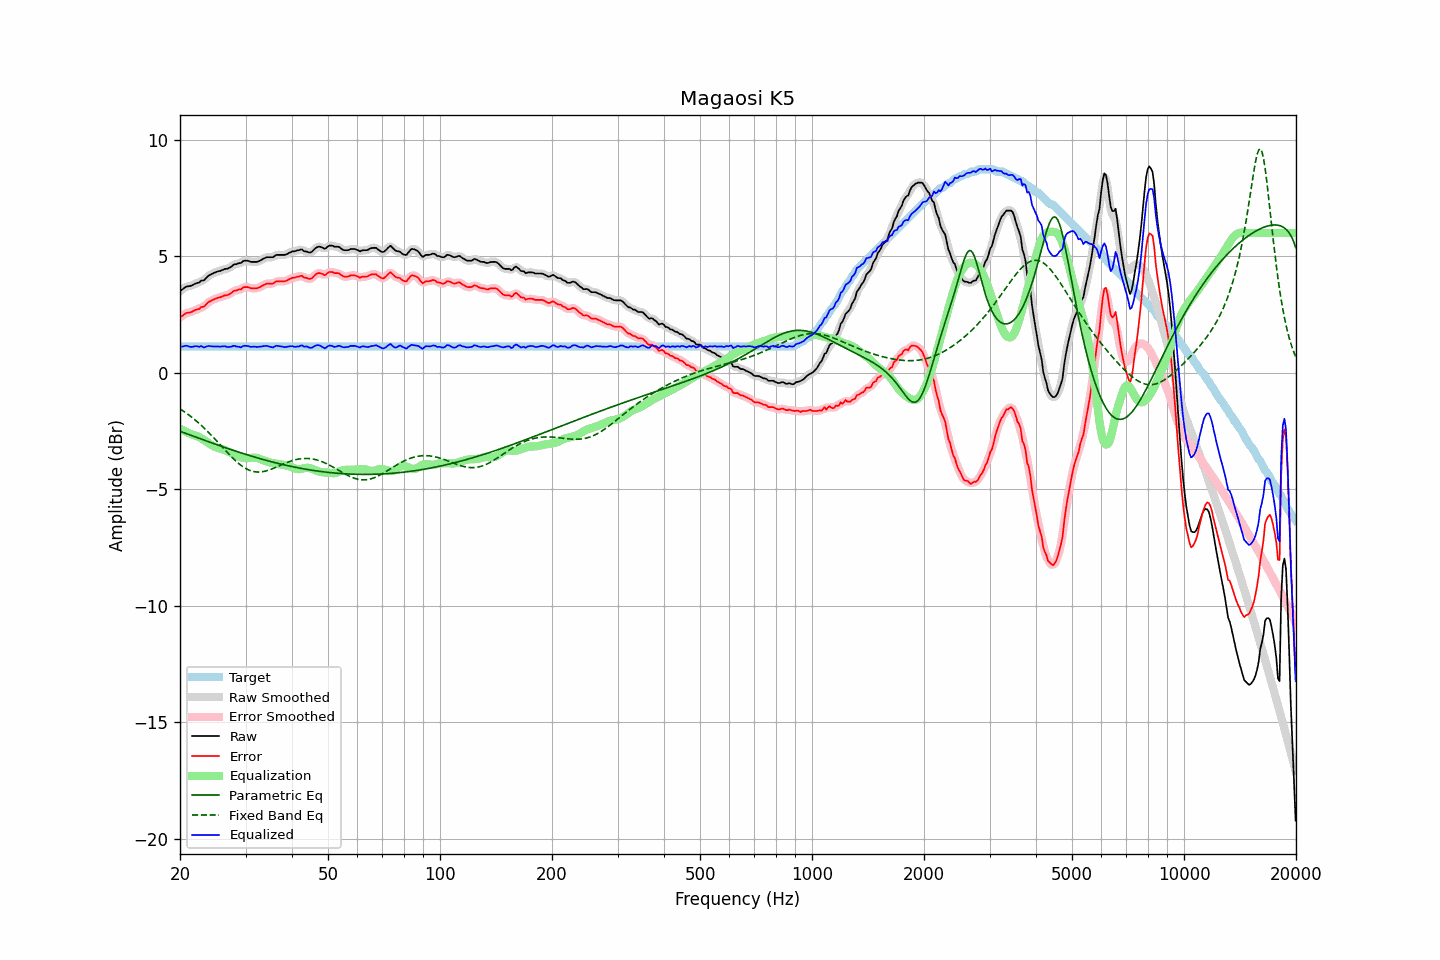 Magaosi K5
Amplitude (dBr)
10
5
0
−5
−10
−15
−20
Target
Raw Smoothed
Error Smoothed
Raw
Error
Equalization
Parametric Eq
Fixed Band Eq
Equalized
20 50 100 200 500 1000 2000 5000 10000 20000
Frequency (Hz)